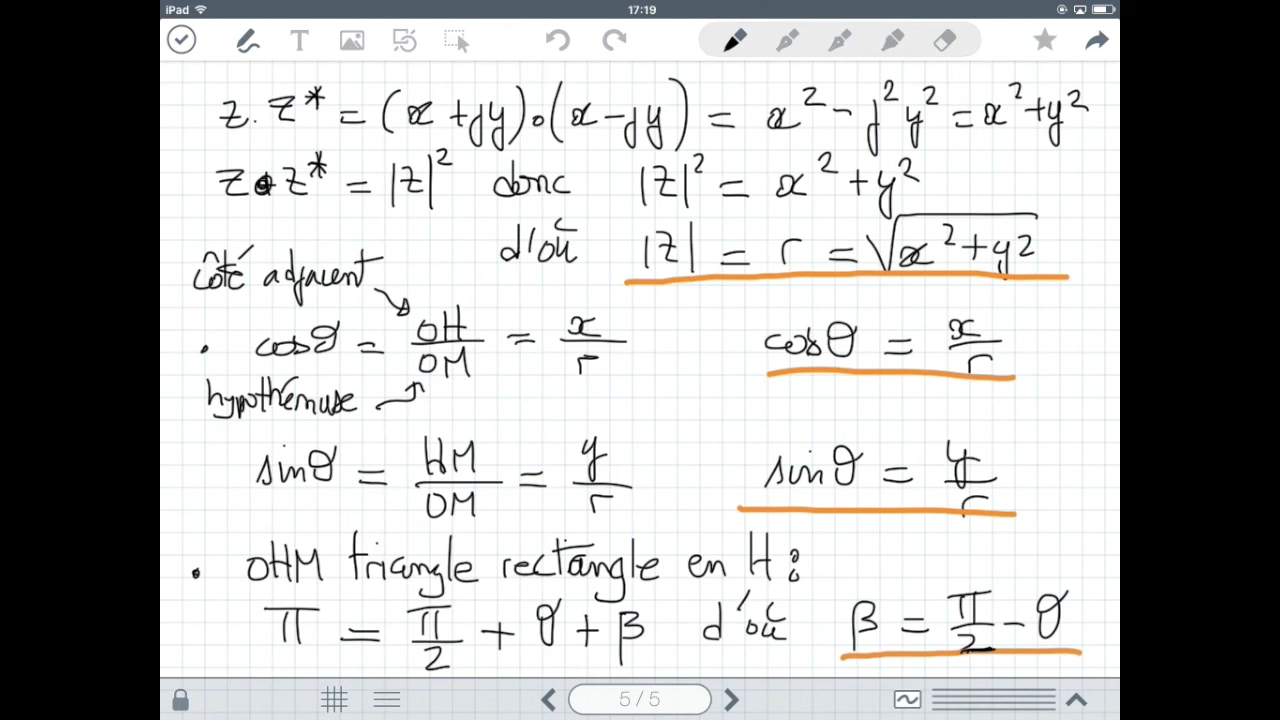 iPad 17:19
z. z* = (x + jy)•(x - jy) = x² - j²y² = x² + y²
z • z* = |z|² donc |z|² = x² + y²
d'où |z| = r = √(x² + y²)
côté adjacent
• cosθ = OH/OM = x/r cosθ = x/r
hypothénuse
sinθ = HM/OM = y/r sinθ = y/r
• OHM triangle rectangle en H :
π = π/2 + θ + β d'où β = π/2 - θ
5/5